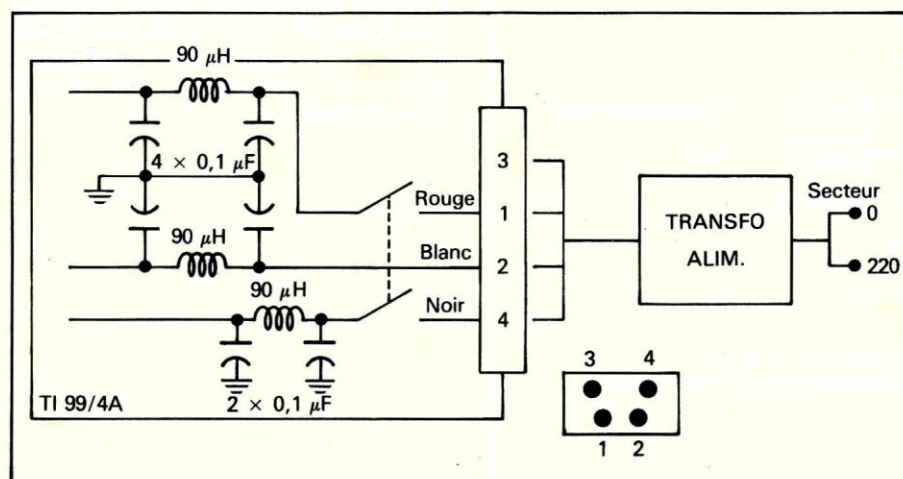 90 µH
4 × 0,1 µF
90 µH
90 µH
2 × 0,1 µF
TI 99/4A
Rouge
Blanc
Noir
3
1
2
4
TRANSFO
ALIM.
Secteur
0
220
3 4
1 2